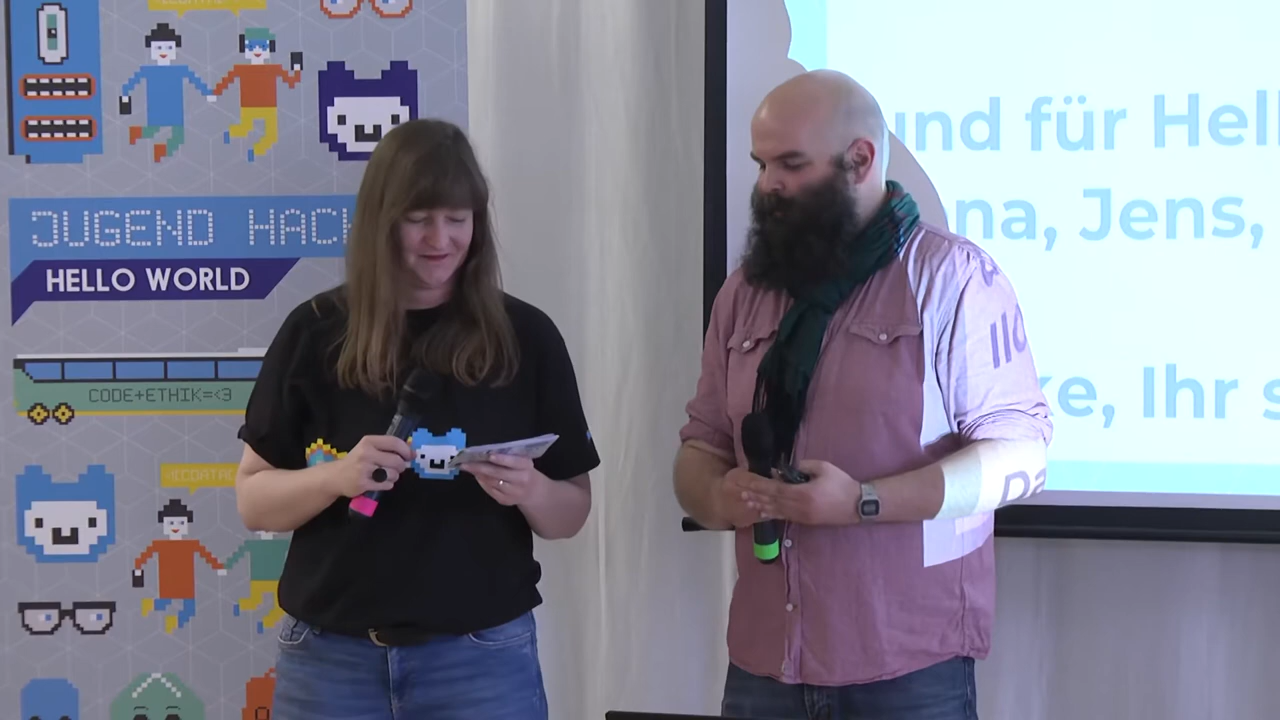 JUGEND HACK
HELLO WORLD
CODE+ETHIK=<3
und für Hell
na, Jens,
ke, Ihr s